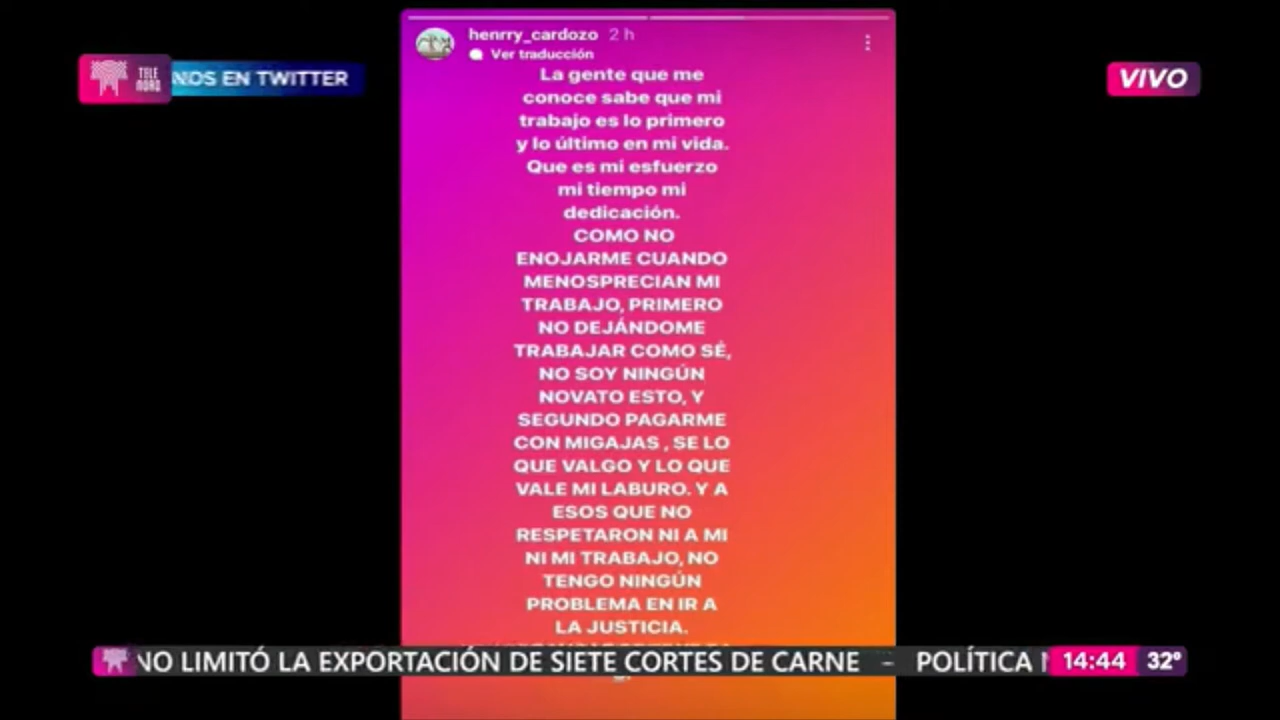 henrry_cardozo 2 h
Ver traducción
TELE
NORD
NOS EN TWITTER
VIVO
La gente que me
conoce sabe que mi
trabajo es lo primero
y lo último en mi vida.
Que es mi esfuerzo
mi tiempo mi
dedicación.
COMO NO
ENOJARME CUANDO
MENOSPRECIAN MI
TRABAJO, PRIMERO
NO DEJÁNDOME
TRABAJAR COMO SÉ,
NO SOY NINGÚN
NOVATO ESTO, Y
SEGUNDO PAGARME
CON MIGAJAS , SE LO
QUE VALGO Y LO QUE
VALE MI LABURO. Y A
ESOS QUE NO
RESPETARON NI A MI
NI MI TRABAJO, NO
TENGO NINGÚN
PROBLEMA EN IR A
LA JUSTICIA.
NO LIMITÓ LA EXPORTACIÓN DE SIETE CORTES DE CARNE – POLÍTICA
14:44 32º